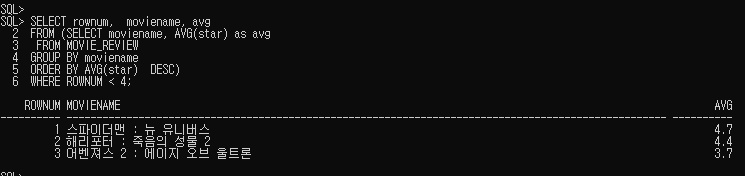 SQL>
SQL> SELECT rownum,  moviename, avg
  2  FROM (SELECT moviename, AVG(star) as avg
  3   FROM MOVIE_REVIEW
  4  GROUP BY moviename
  5  ORDER BY AVG(star)  DESC)
  6  WHERE ROWNUM < 4;
ROWNUM MOVIENAME AVG
---------- ---------------------------------------------------------------------------------------------------- ----------
1 스파이더맨 : 뉴 유니버스 4.7
2 해리포터 : 죽음의 성물 2 4.4
3 어벤져스 2 : 에이지 오브 울트론 3.7
SQL>